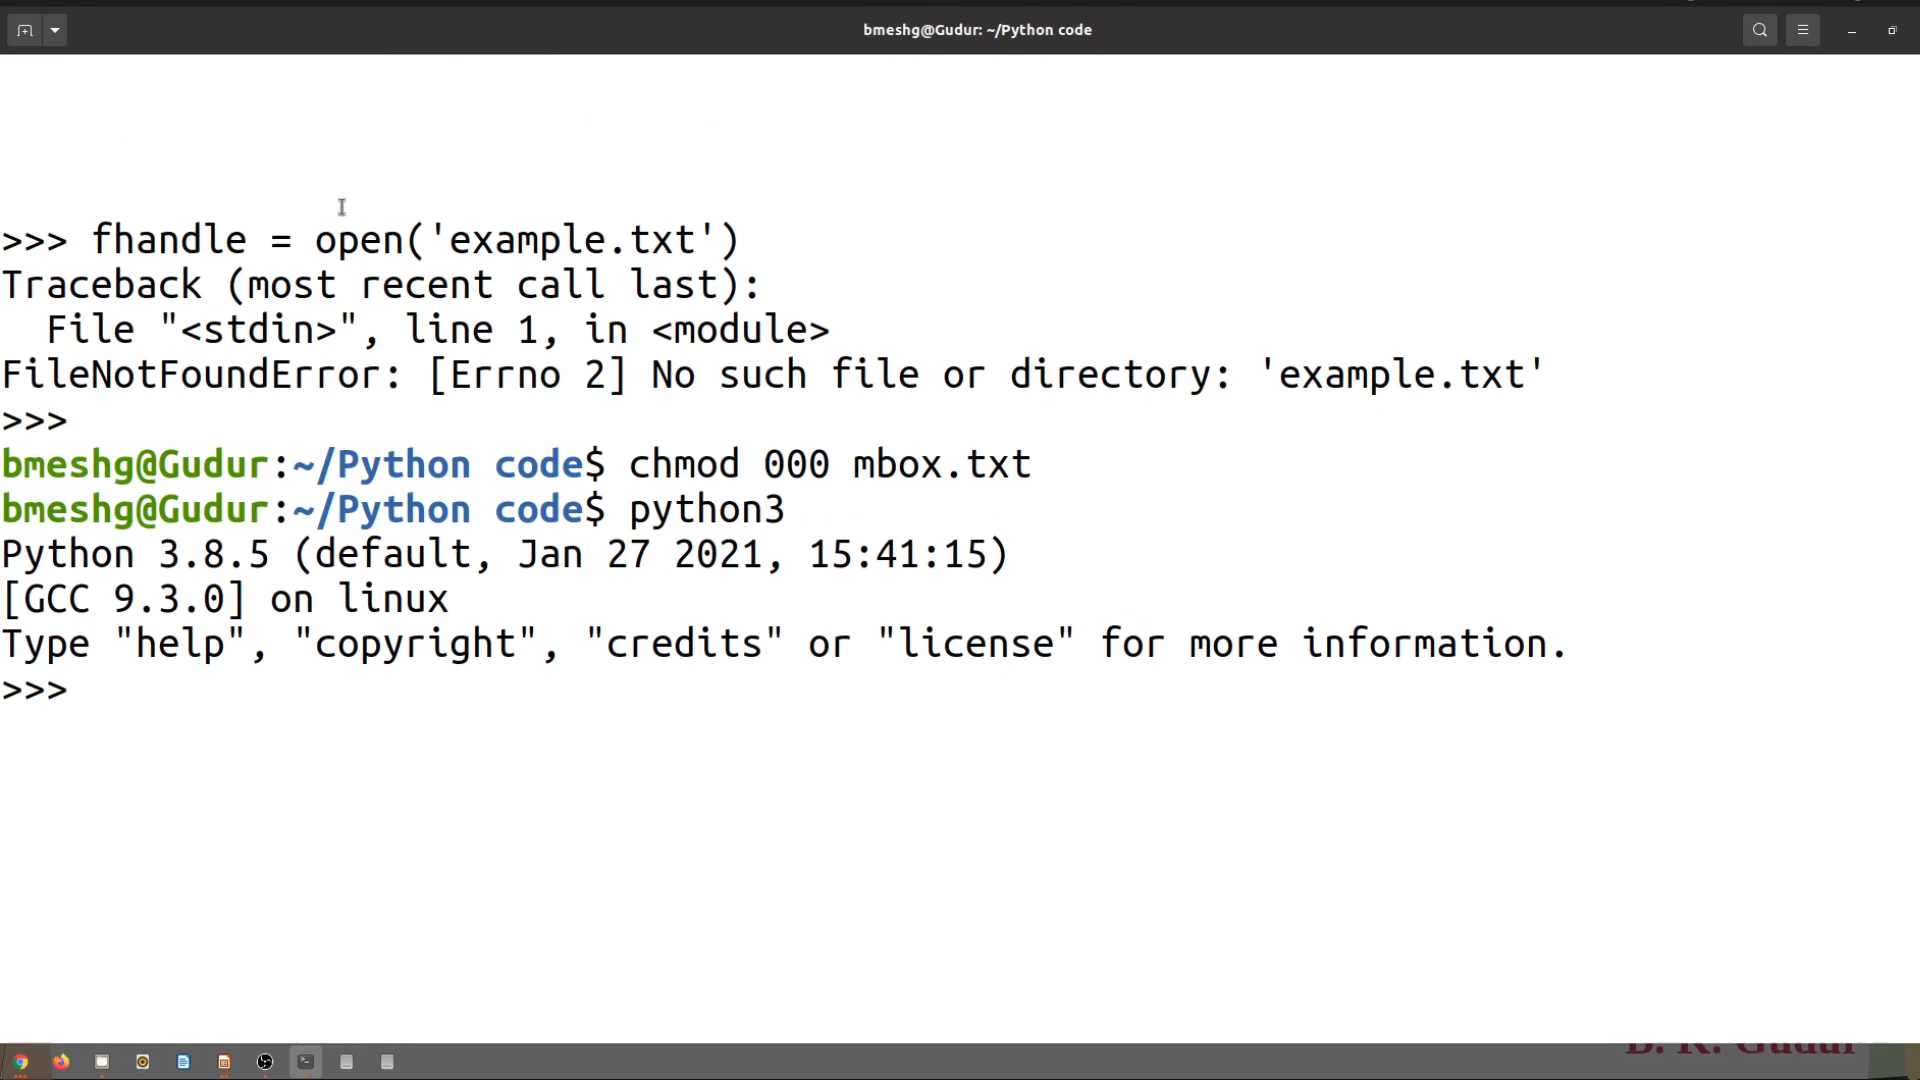 bmeshg@Gudur: ~/Python code
>>> fhandle = open('example.txt')
Traceback (most recent call last):
  File "<stdin>", line 1, in <module>
FileNotFoundError: [Errno 2] No such file or directory: 'example.txt'
>>>
bmeshg@Gudur:~/Python code$ chmod 000 mbox.txt
bmeshg@Gudur:~/Python code$ python3
Python 3.8.5 (default, Jan 27 2021, 15:41:15)
[GCC 9.3.0] on linux
Type "help", "copyright", "credits" or "license" for more information.
>>>
B. K. Gudur